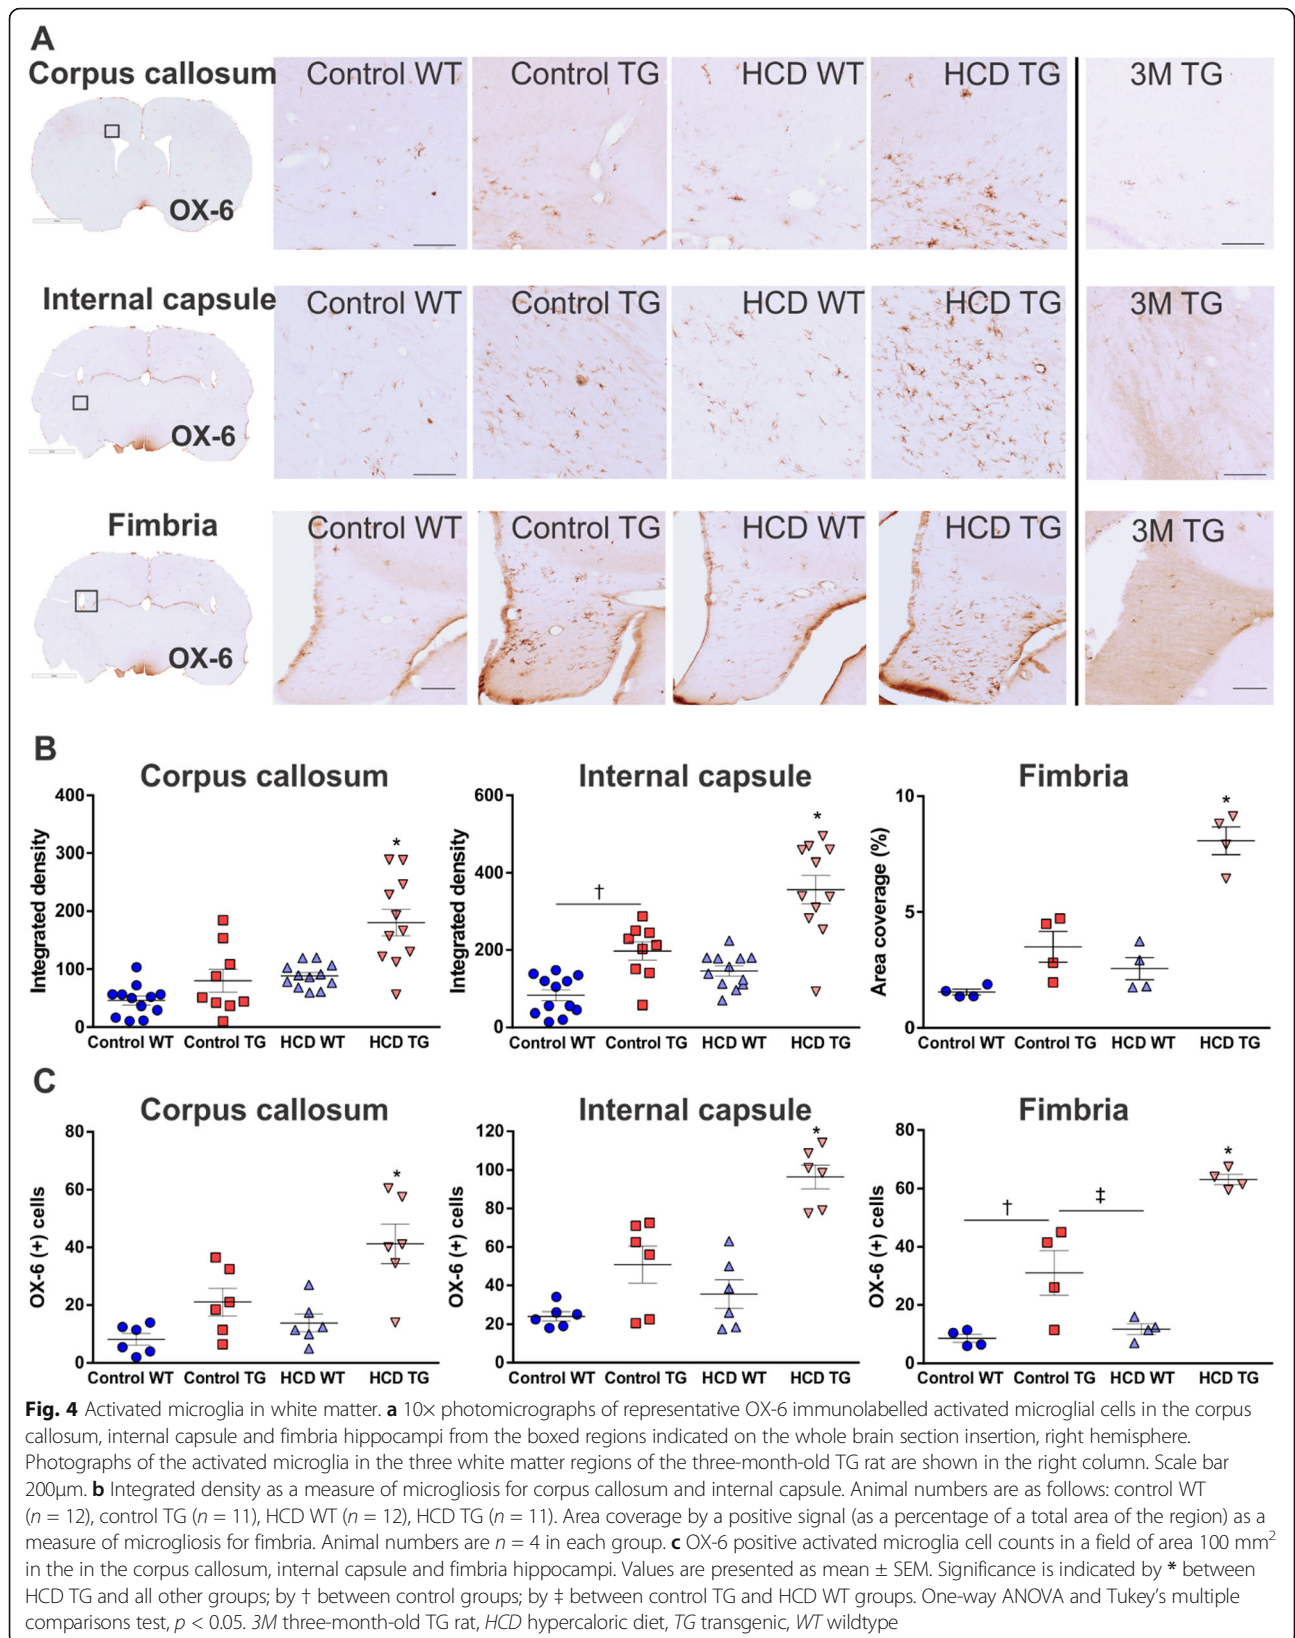 A
Corpus callosum Control WT Control TG HCD WT HCD TG 3M TG
OX-6
Internal capsule Control WT Control TG HCD WT HCD TG 3M TG
OX-6
Fimbria Control WT Control TG HCD WT HCD TG 3M TG
OX-6
B
Corpus callosum
Integrated density
400
300
200
100
0
*
Control WT Control TG HCD WT HCD TG
Internal capsule
Integrated density
600
400
200
0
†
*
Control WT Control TG HCD WT HCD TG
Fimbria
Area coverage (%)
10
5
0
*
Control WT Control TG HCD WT HCD TG
C
Corpus callosum
OX-6 (+) cells
80
60
40
20
0
*
Control WT Control TG HCD WT HCD TG
Internal capsule
OX-6 (+) cells
120
100
80
60
40
20
0
*
Control WT Control TG HCD WT HCD TG
Fimbria
OX-6 (+) cells
80
60
40
20
0
†
‡
*
Control WT Control TG HCD WT HCD TG
Fig. 4 Activated microglia in white matter. a 10× photomicrographs of representative OX-6 immunolabelled activated microglial cells in the corpus
callosum, internal capsule and fimbria hippocampi from the boxed regions indicated on the whole brain section insertion, right hemisphere.
Photographs of the activated microglia in the three white matter regions of the three-month-old TG rat are shown in the right column. Scale bar
200μm. b Integrated density as a measure of microgliosis for corpus callosum and internal capsule. Animal numbers are as follows: control WT
(n = 12), control TG (n = 11), HCD WT (n = 12), HCD TG (n = 11). Area coverage by a positive signal (as a percentage of a total area of the region) as a
measure of microgliosis for fimbria. Animal numbers are n = 4 in each group. c OX-6 positive activated microglia cell counts in a field of area 100 mm²
in the in the corpus callosum, internal capsule and fimbria hippocampi. Values are presented as mean ± SEM. Significance is indicated by * between
HCD TG and all other groups; by † between control groups; by ‡ between control TG and HCD WT groups. One-way ANOVA and Tukey's multiple
comparisons test, p < 0.05. 3M three-month-old TG rat, HCD hypercaloric diet, TG transgenic, WT wildtype